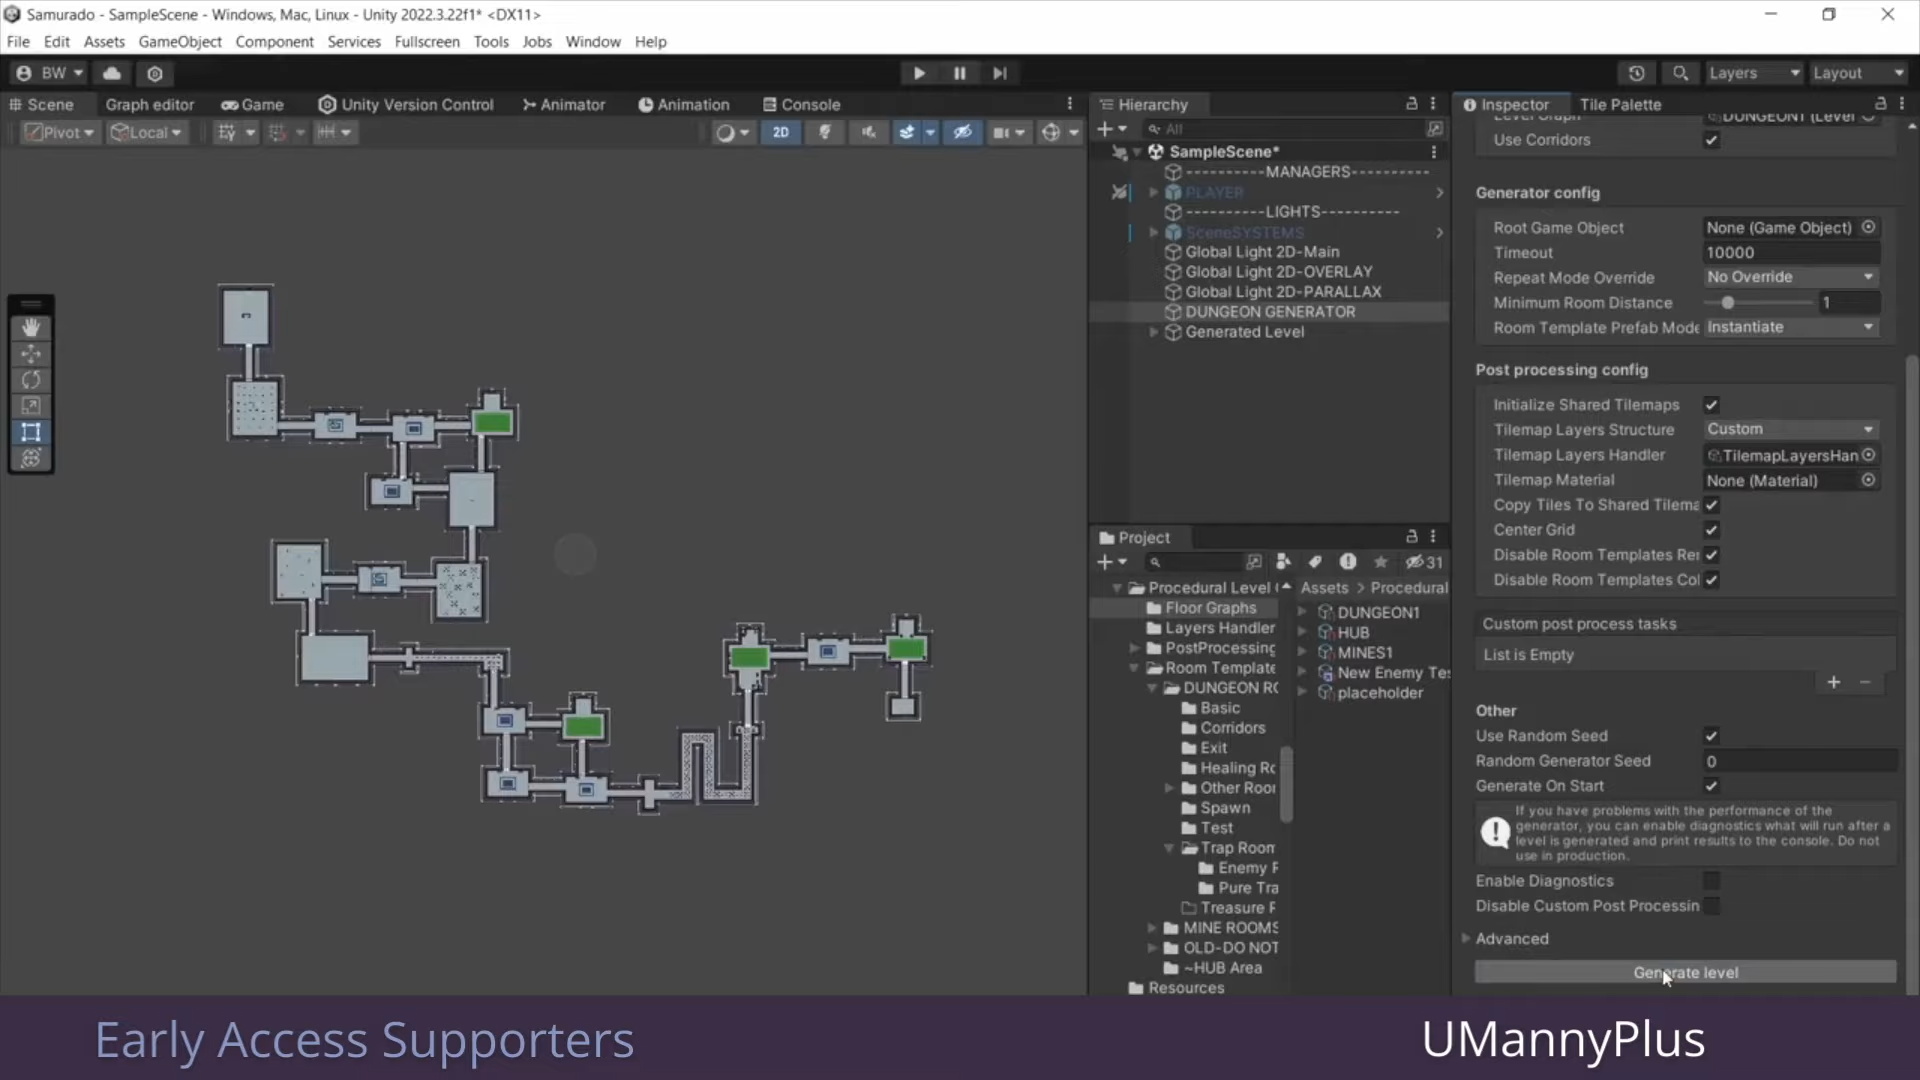 Samurado - SampleScene - Windows, Mac, Linux - Unity 2022.3.22f1* <DX11>
File Edit Assets GameObject Component Services Fullscreen Tools Jobs Window Help
BW
Layers
Layout
Scene
Graph editor
Game
Unity Version Control
Animator
Animation
Console
Pivot
Local
2D
Hierarchy
All
SampleScene*
----------MANAGERS----------
PLAYER
----------LIGHTS----------
SceneSYSTEMS
Global Light 2D-Main
Global Light 2D-OVERLAY
Global Light 2D-PARALLAX
DUNGEON GENERATOR
Generated Level
Project
31
Procedural Level
Floor Graphs
Layers Handler
PostProcessing
Room Template
DUNGEON RO
Basic
Corridors
Exit
Healing Ro
Other Roor
Spawn
Test
Trap Room
Enemy F
Pure Tra
Treasure F
MINE ROOMS
OLD-DO NOT
~HUB Area
Resources
Assets > Procedural
DUNGEON1
HUB
MINES1
New Enemy Te
placeholder
Inspector
Tile Palette
Level Graph DUNGEON1 (Level
Use Corridors
Generator config
Root Game Object None (Game Object)
Timeout 10000
Repeat Mode Override No Override
Minimum Room Distance 1
Room Template Prefab Mode Instantiate
Post processing config
Initialize Shared Tilemaps
Tilemap Layers Structure Custom
Tilemap Layers Handler TilemapLayersHan
Tilemap Material None (Material)
Copy Tiles To Shared Tilema
Center Grid
Disable Room Templates Rer
Disable Room Templates Col
Custom post process tasks
List is Empty
Other
Use Random Seed
Random Generator Seed 0
Generate On Start
If you have problems with the performance of the
generator, you can enable diagnostics what will run after a
level is generated and print results to the console. Do not
use in production.
Enable Diagnostics
Disable Custom Post Processin
Advanced
Generate level
Early Access Supporters
UMannyPlus